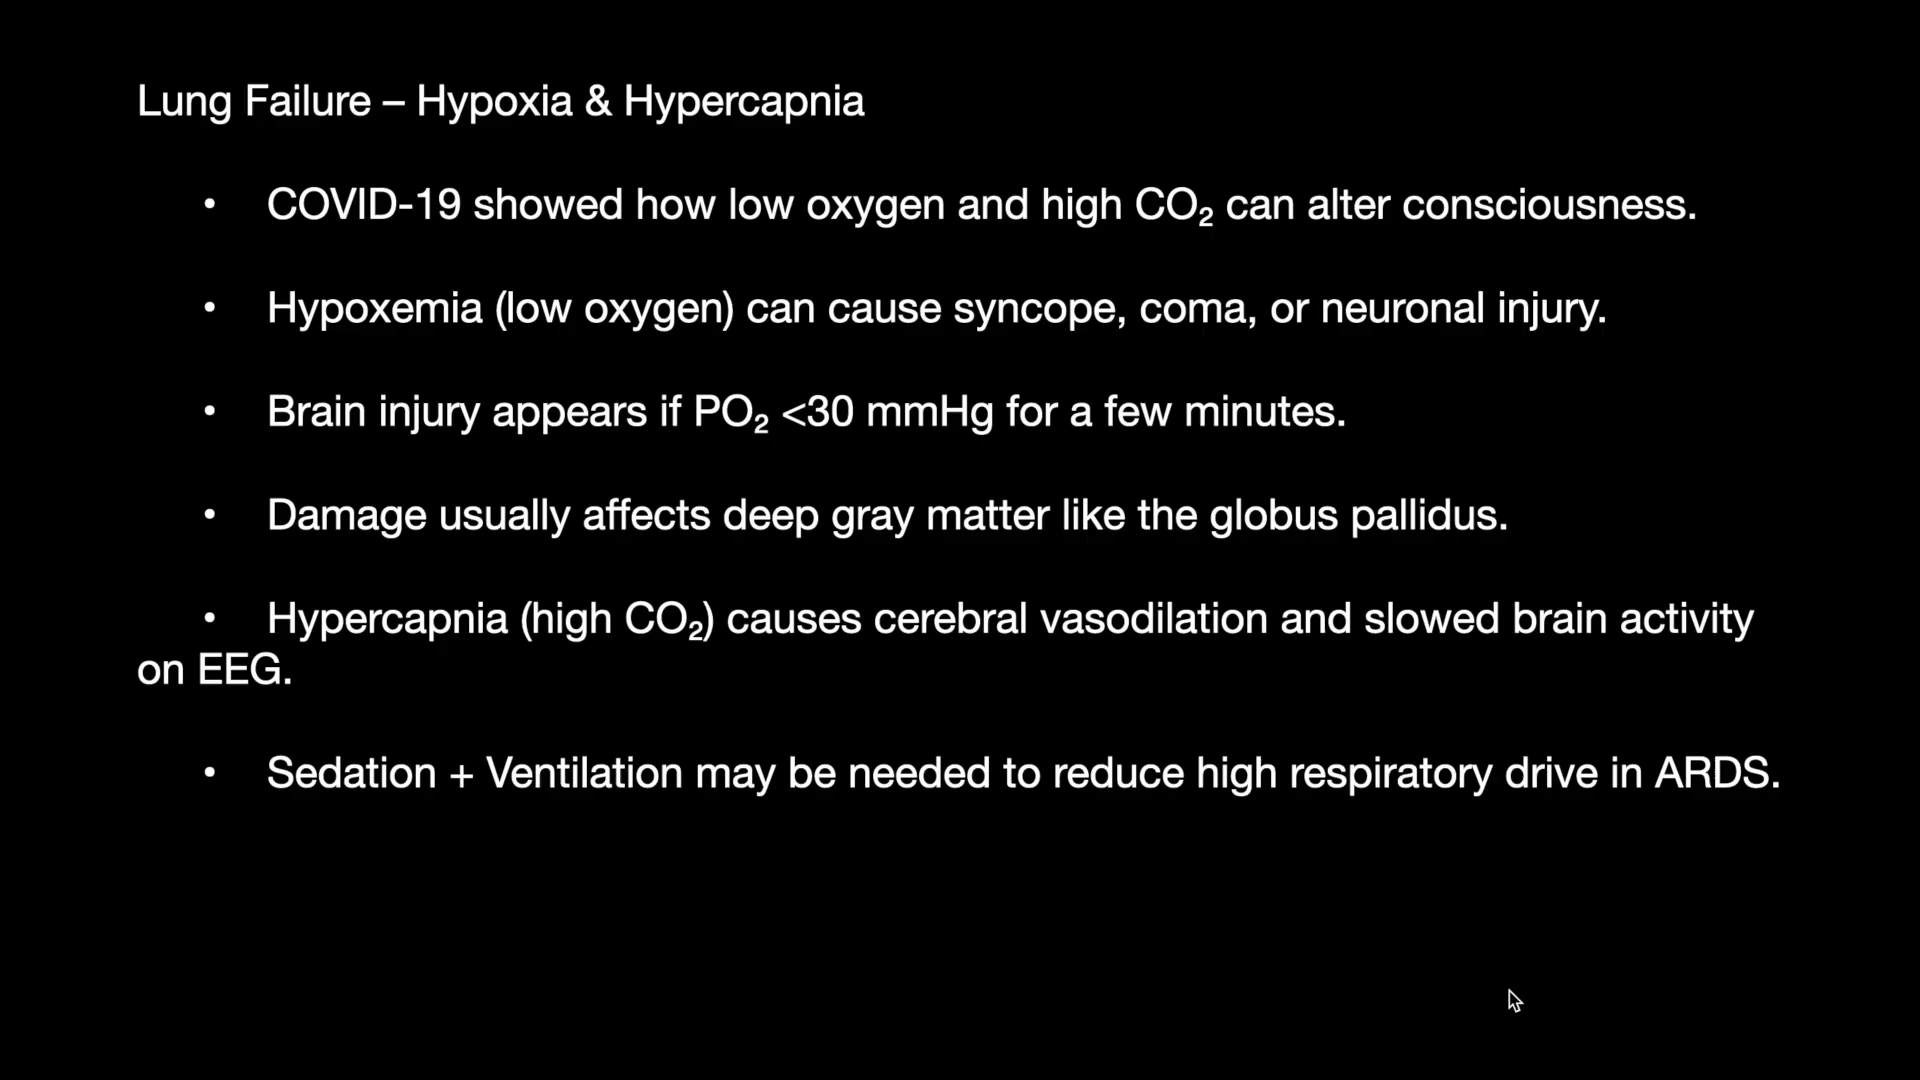 Lung Failure – Hypoxia & Hypercapnia
• COVID-19 showed how low oxygen and high CO₂ can alter consciousness.
• Hypoxemia (low oxygen) can cause syncope, coma, or neuronal injury.
• Brain injury appears if PO₂ <30 mmHg for a few minutes.
• Damage usually affects deep gray matter like the globus pallidus.
• Hypercapnia (high CO₂) causes cerebral vasodilation and slowed brain activity
on EEG.
• Sedation + Ventilation may be needed to reduce high respiratory drive in ARDS.